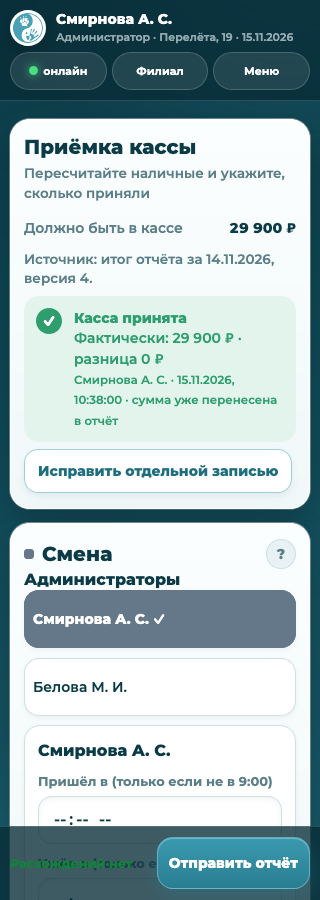 Смирнова А. С.
Администратор · Перелёта, 19 · 15.11.2026
онлайн
Филиал
Меню
Приёмка кассы
Пересчитайте наличные и укажите,
сколько приняли
Должно быть в кассе 29 900 ₽
Источник: итог отчёта за 14.11.2026,
версия 4.
Касса принята
Фактически: 29 900 ₽ ·
разница 0 ₽
Смирнова А. С. · 15.11.2026,
10:38:00 · сумма уже перенесена
в отчёт
Исправить отдельной записью
Смена ?
Администраторы
Смирнова А. С. ✓
Белова М. И.
Смирнова А. С.
Пришёл в (только если не в 9:00)
--:-- --
Отправить отчёт